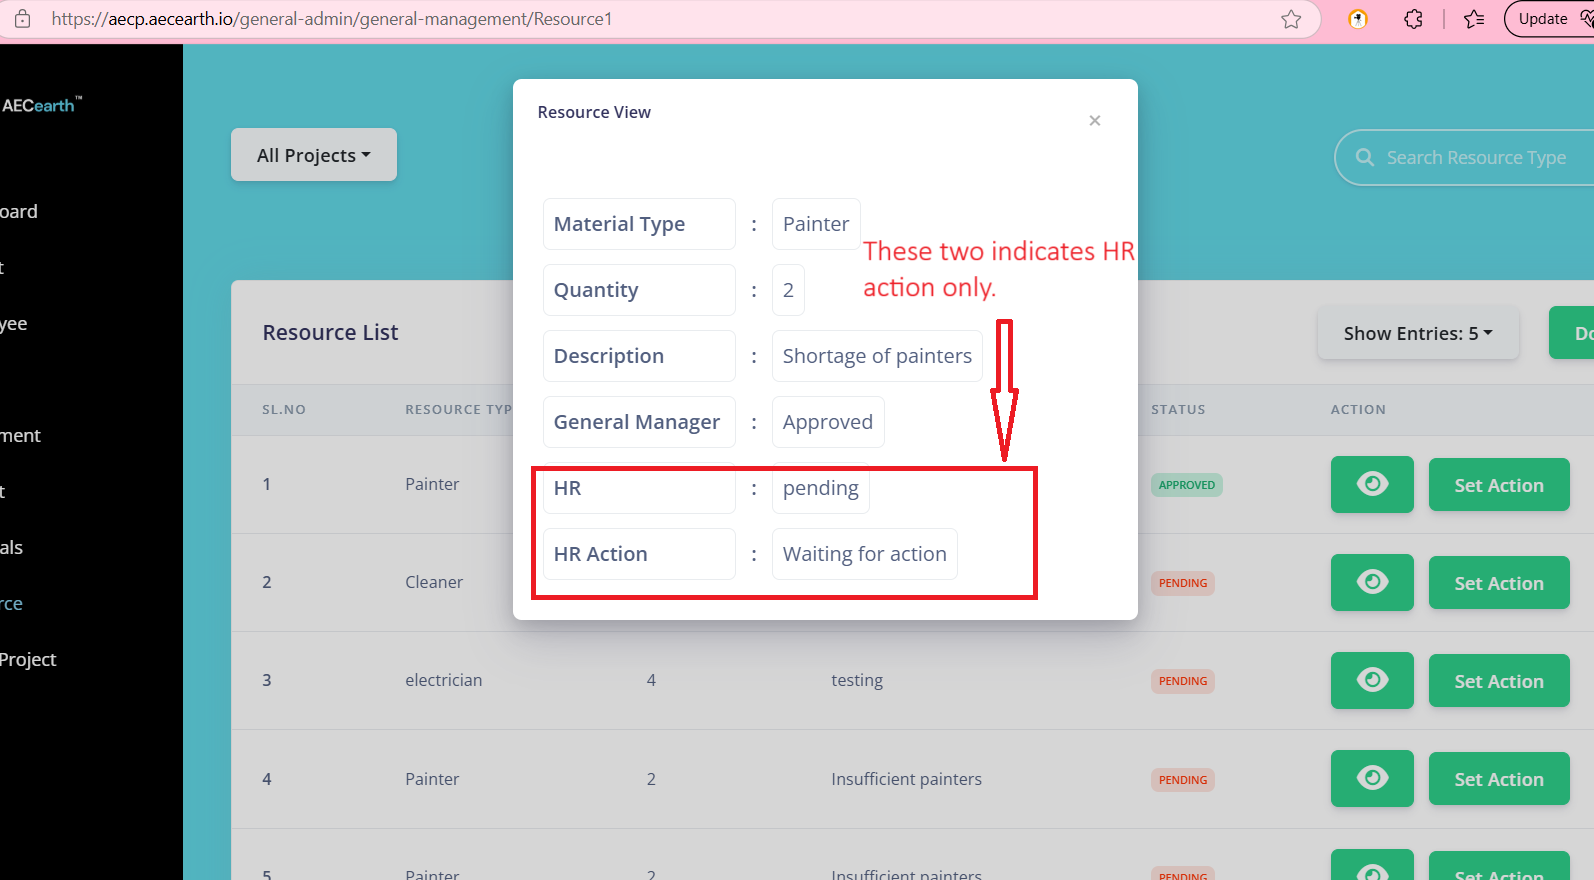 https://aecp.aecearth.io/general-admin/general-management/Resource1
Update
AECearth™
oard
t
yee
ment
t
als
rce
Project
All Projects
Search Resource Type
Resource List
Show Entries: 5
Do
SL.NO RESOURCE TYP STATUS ACTION
1 Painter APPROVED Set Action
2 Cleaner PENDING Set Action
3 electrician 4 testing PENDING Set Action
4 Painter 2 Insufficient painters PENDING Set Action
5 Painter 2 Insufficient painters PENDING Set Action
Resource View
×
Material Type : Painter
Quantity : 2
Description : Shortage of painters
General Manager : Approved
HR : pending
HR Action : Waiting for action
These two indicates HR
action only.